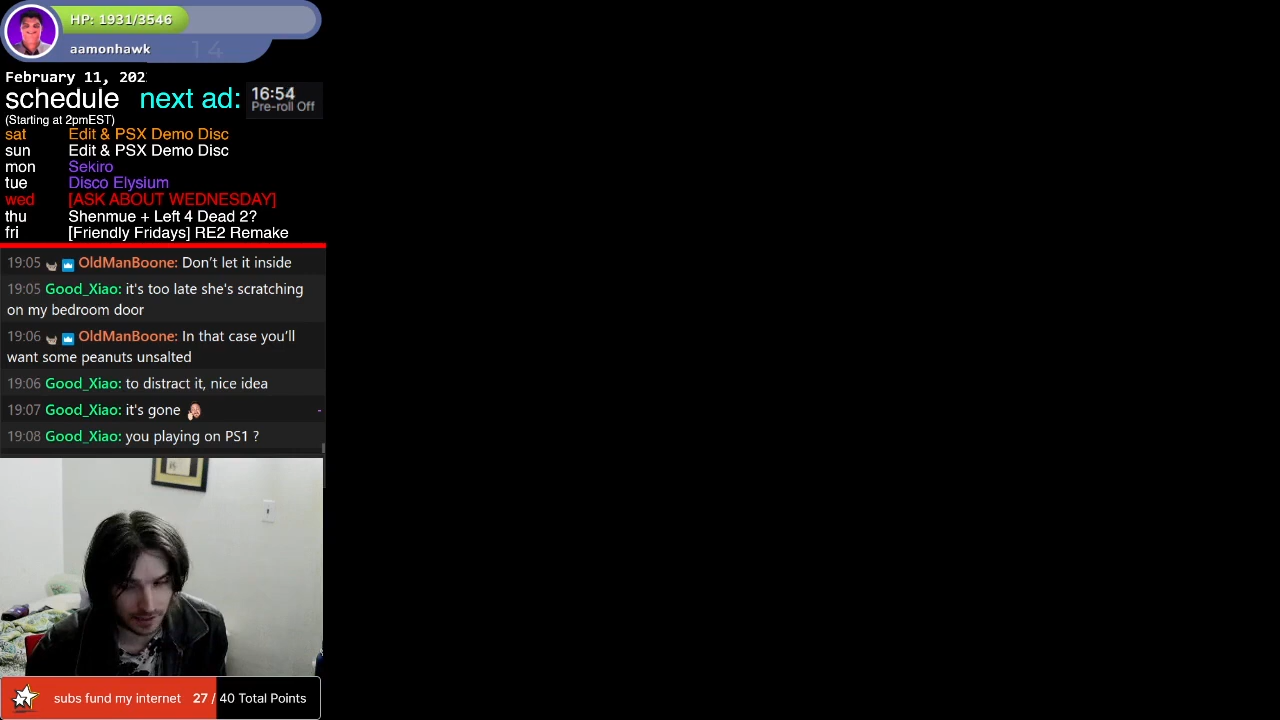 HP: 1931/3546
aamonhawk
14
February 11, 202
schedule next ad: 16:54
Pre-roll Off
(Starting at 2pmEST)
sat Edit & PSX Demo Disc
sun Edit & PSX Demo Disc
mon Sekiro
tue Disco Elysium
wed [ASK ABOUT WEDNESDAY]
thu Shenmue + Left 4 Dead 2?
fri [Friendly Fridays] RE2 Remake
19:05 OldManBoone: Don't let it inside
19:05 Good_Xiao: it's too late she's scratching
on my bedroom door
19:06 OldManBoone: In that case you'll
want some peanuts unsalted
19:06 Good_Xiao: to distract it, nice idea
19:07 Good_Xiao: it's gone
19:08 Good_Xiao: you playing on PS1 ?
subs fund my internet 27 / 40 Total Points